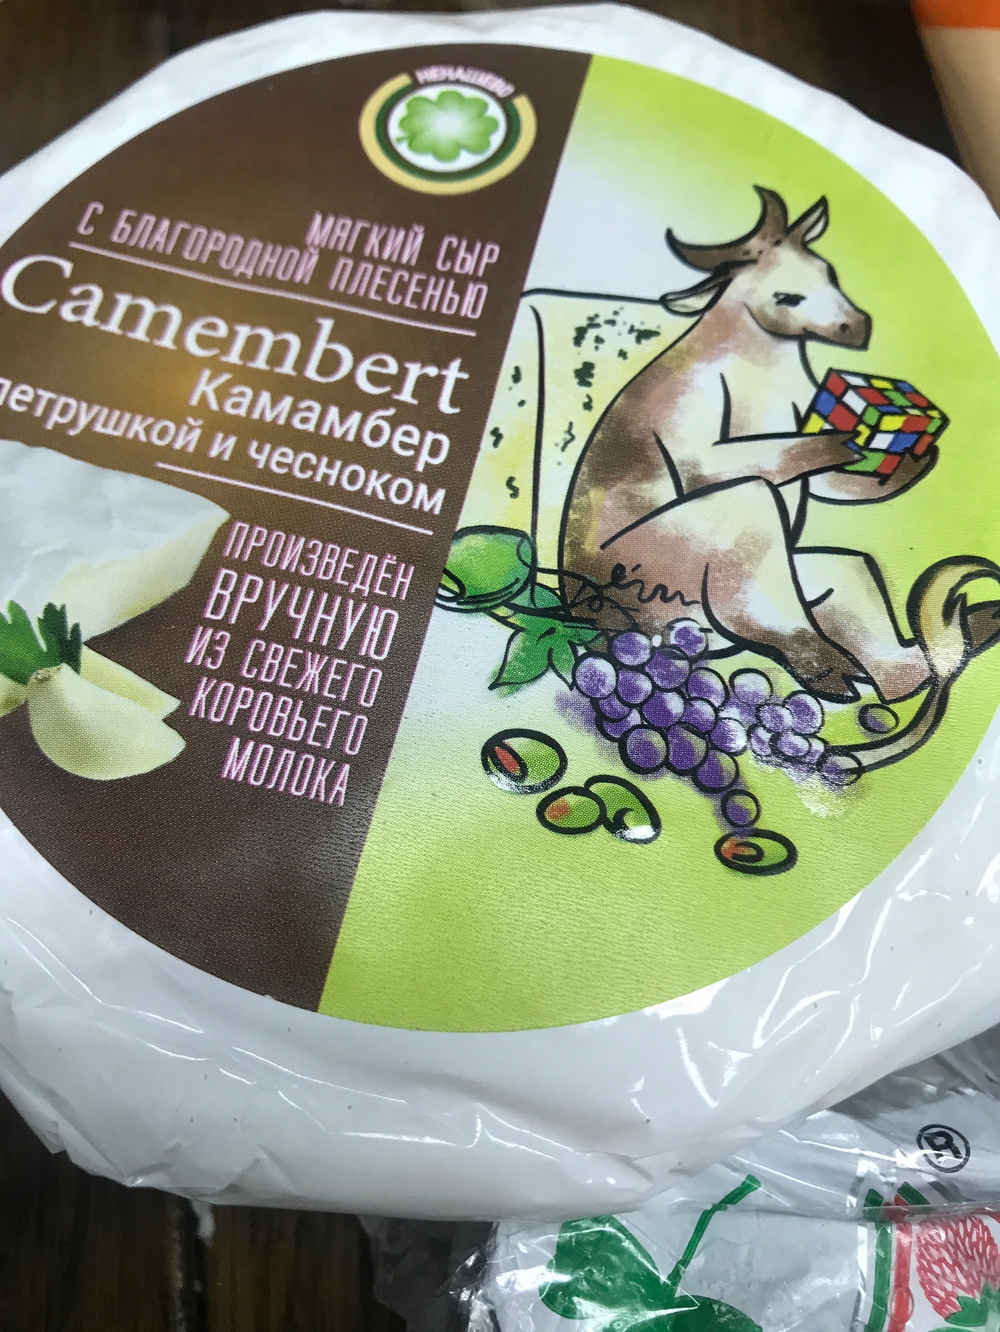 НЕНАШЕВО
МЯГКИЙ СЫР
С БЛАГОРОДНОЙ ПЛЕСЕНЬЮ
Camembert
Камамбер
петрушкой и чесноком
ПРОИЗВЕДЁН
ВРУЧНУЮ
ИЗ СВЕЖЕГО
КОРОВЬЕГО
МОЛОКА
®